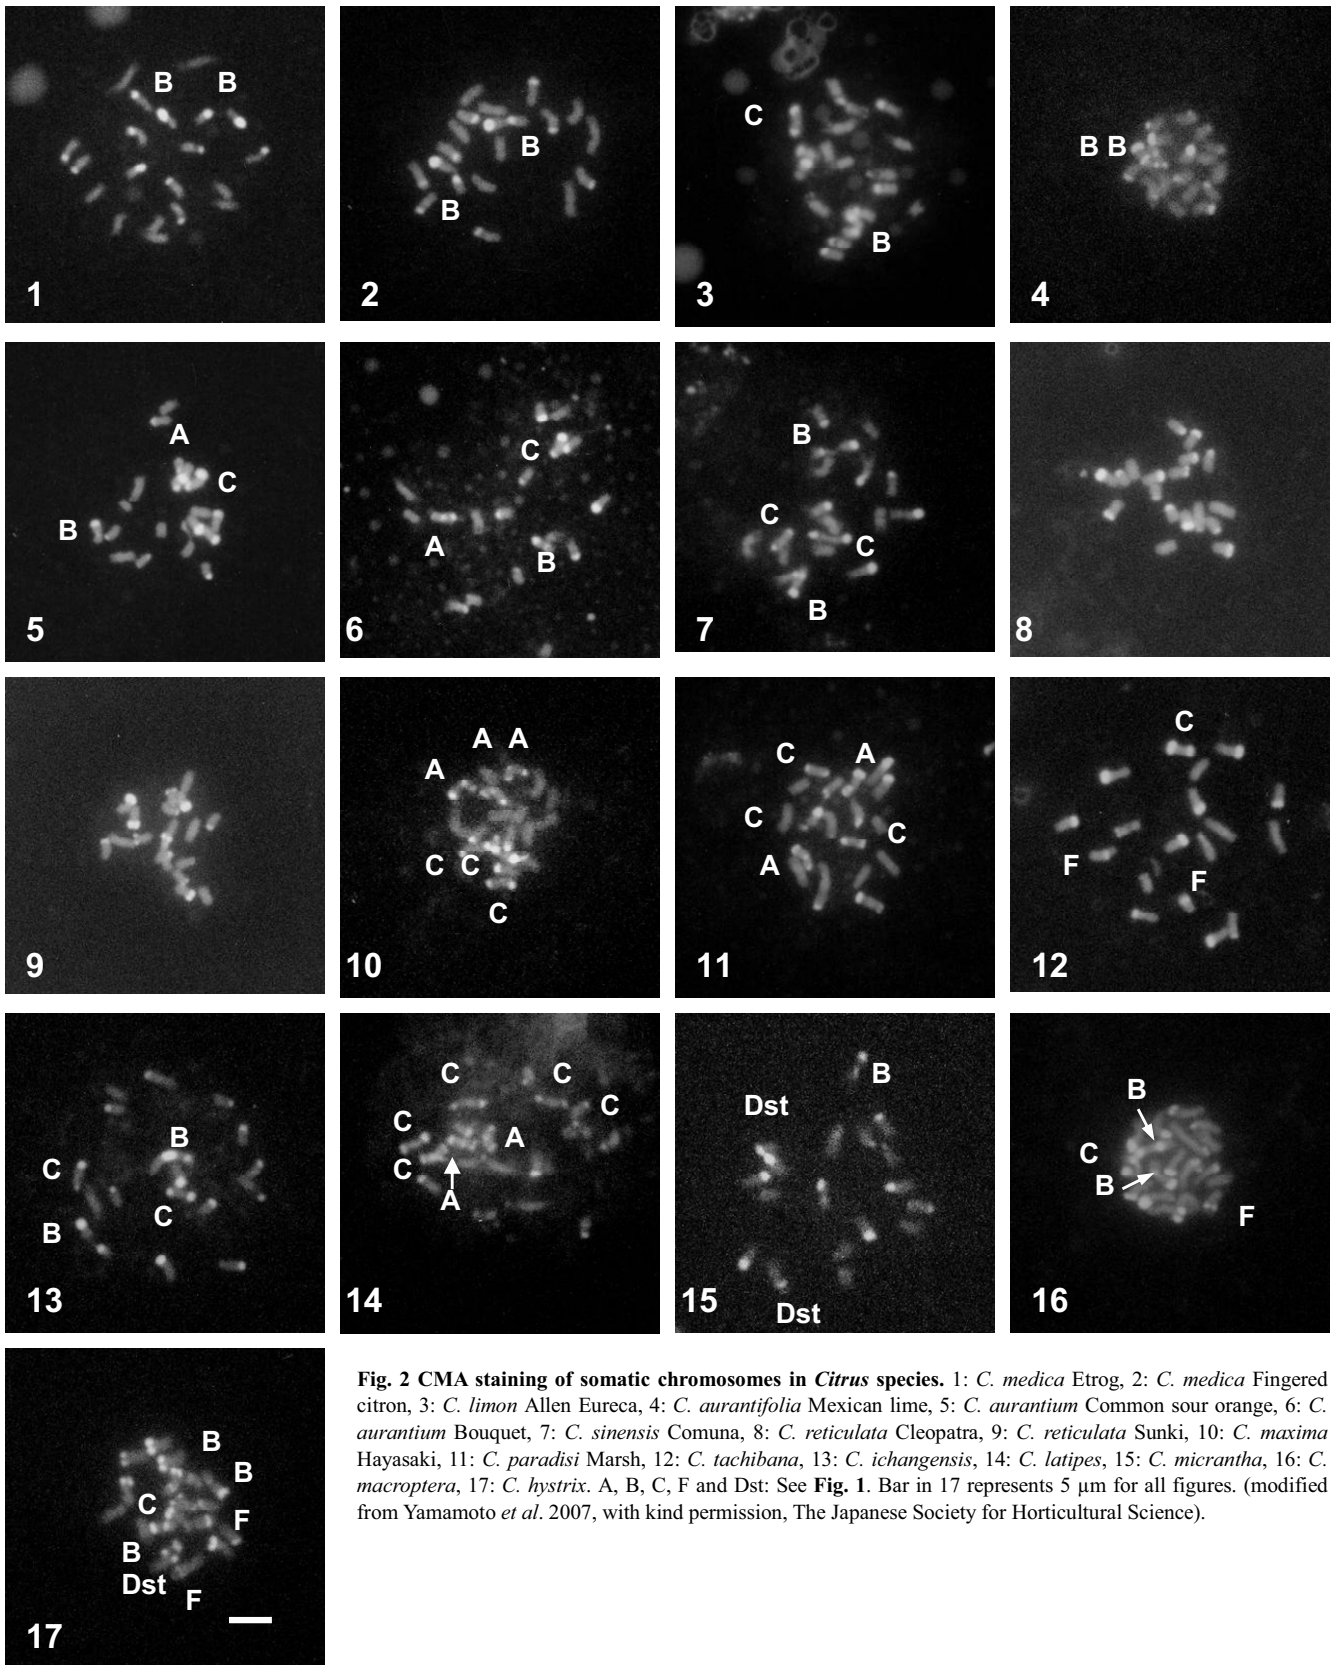 B B
1
B
B
2
C
B
3
B B
4
A
C
B
5
C
A
B
6
B
C
C
B
7
8
9
A A
A
C C
C
10
C A
C
C
A
11
C
F
F
12
B
C
C
B
13
C C
C
C
A
C
A
14
B
Dst
Dst
15
B
C
B
F
16
B
B
C
F
B
Dst
F
17
Fig. 2 CMA staining of somatic chromosomes in Citrus species. 1: C. medica Etrog, 2: C. medica Fingered
citron, 3: C. limon Allen Eureca, 4: C. aurantifolia Mexican lime, 5: C. aurantium Common sour orange, 6: C.
aurantium Bouquet, 7: C. sinensis Comuna, 8: C. reticulata Cleopatra, 9: C. reticulata Sunki, 10: C. maxima
Hayasaki, 11: C. paradisi Marsh, 12: C. tachibana, 13: C. ichangensis, 14: C. latipes, 15: C. micrantha, 16: C.
macroptera, 17: C. hystrix. A, B, C, F and Dst: See Fig. 1. Bar in 17 represents 5 µm for all figures. (modified
from Yamamoto et al. 2007, with kind permission, The Japanese Society for Horticultural Science).